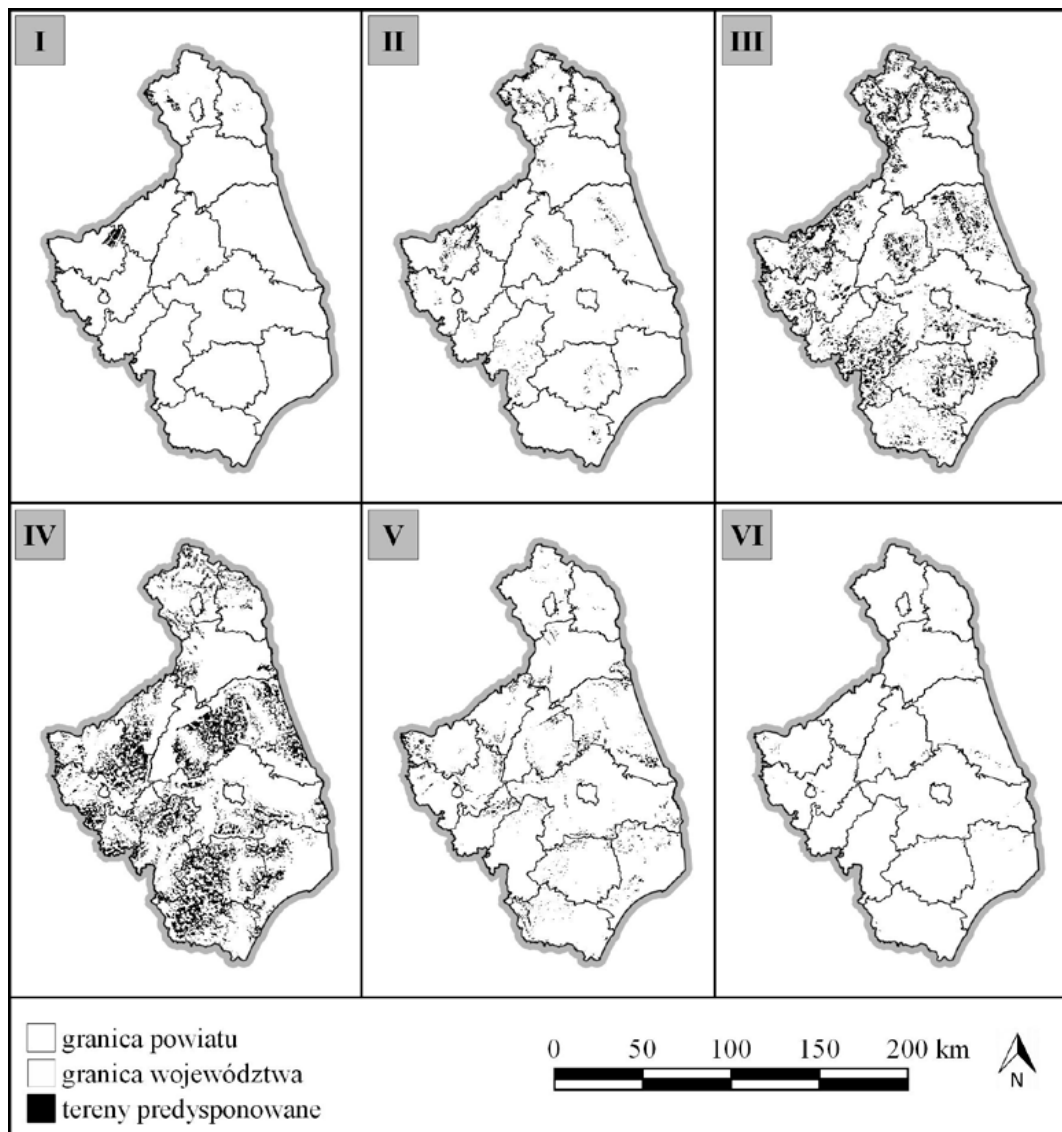 I
II
III
IV
V
VI
granica powiatu
granica województwa
tereny predysponowane
0 50 100 150 200 km
N